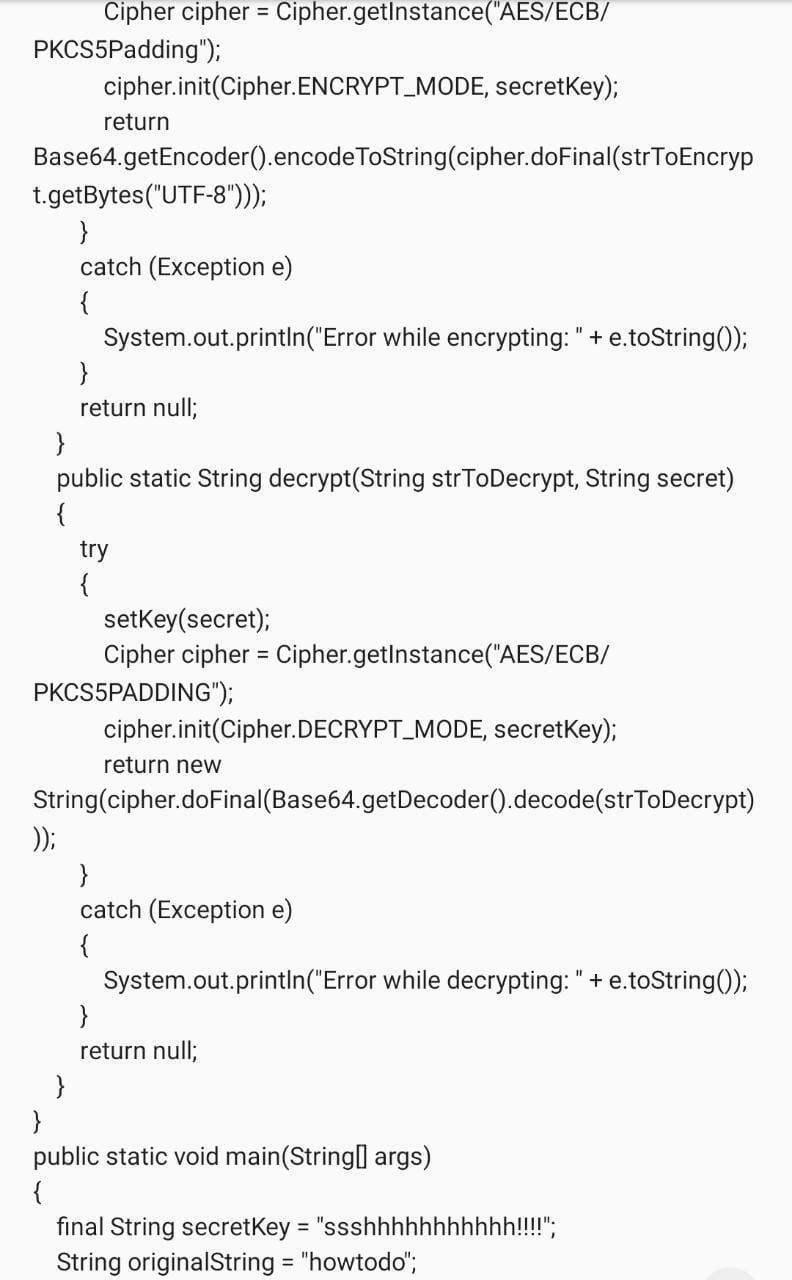 Cipher cipher = Cipher.getInstance("AES/ECB/
PKCS5Padding");
cipher.init(Cipher.ENCRYPT_MODE, secretKey);
return
Base64.getEncoder().encodeToString(cipher.doFinal(strToEncryp
t.getBytes("UTF-8")));
}
catch (Exception e)
{
System.out.println("Error while encrypting: " + e.toString());
}
return null;
}
public static String decrypt(String strToDecrypt, String secret)
{
try
{
setKey(secret);
Cipher cipher = Cipher.getInstance("AES/ECB/
PKCS5PADDING");
cipher.init(Cipher.DECRYPT_MODE, secretKey);
return new
String(cipher.doFinal(Base64.getDecoder().decode(strToDecrypt)
));
}
catch (Exception e)
{
System.out.println("Error while decrypting: " + e.toString());
}
return null;
}
}
public static void main(String[] args)
{
final String secretKey = "ssshhhhhhhhhhh!!!!";
String originalString = "howtodo";